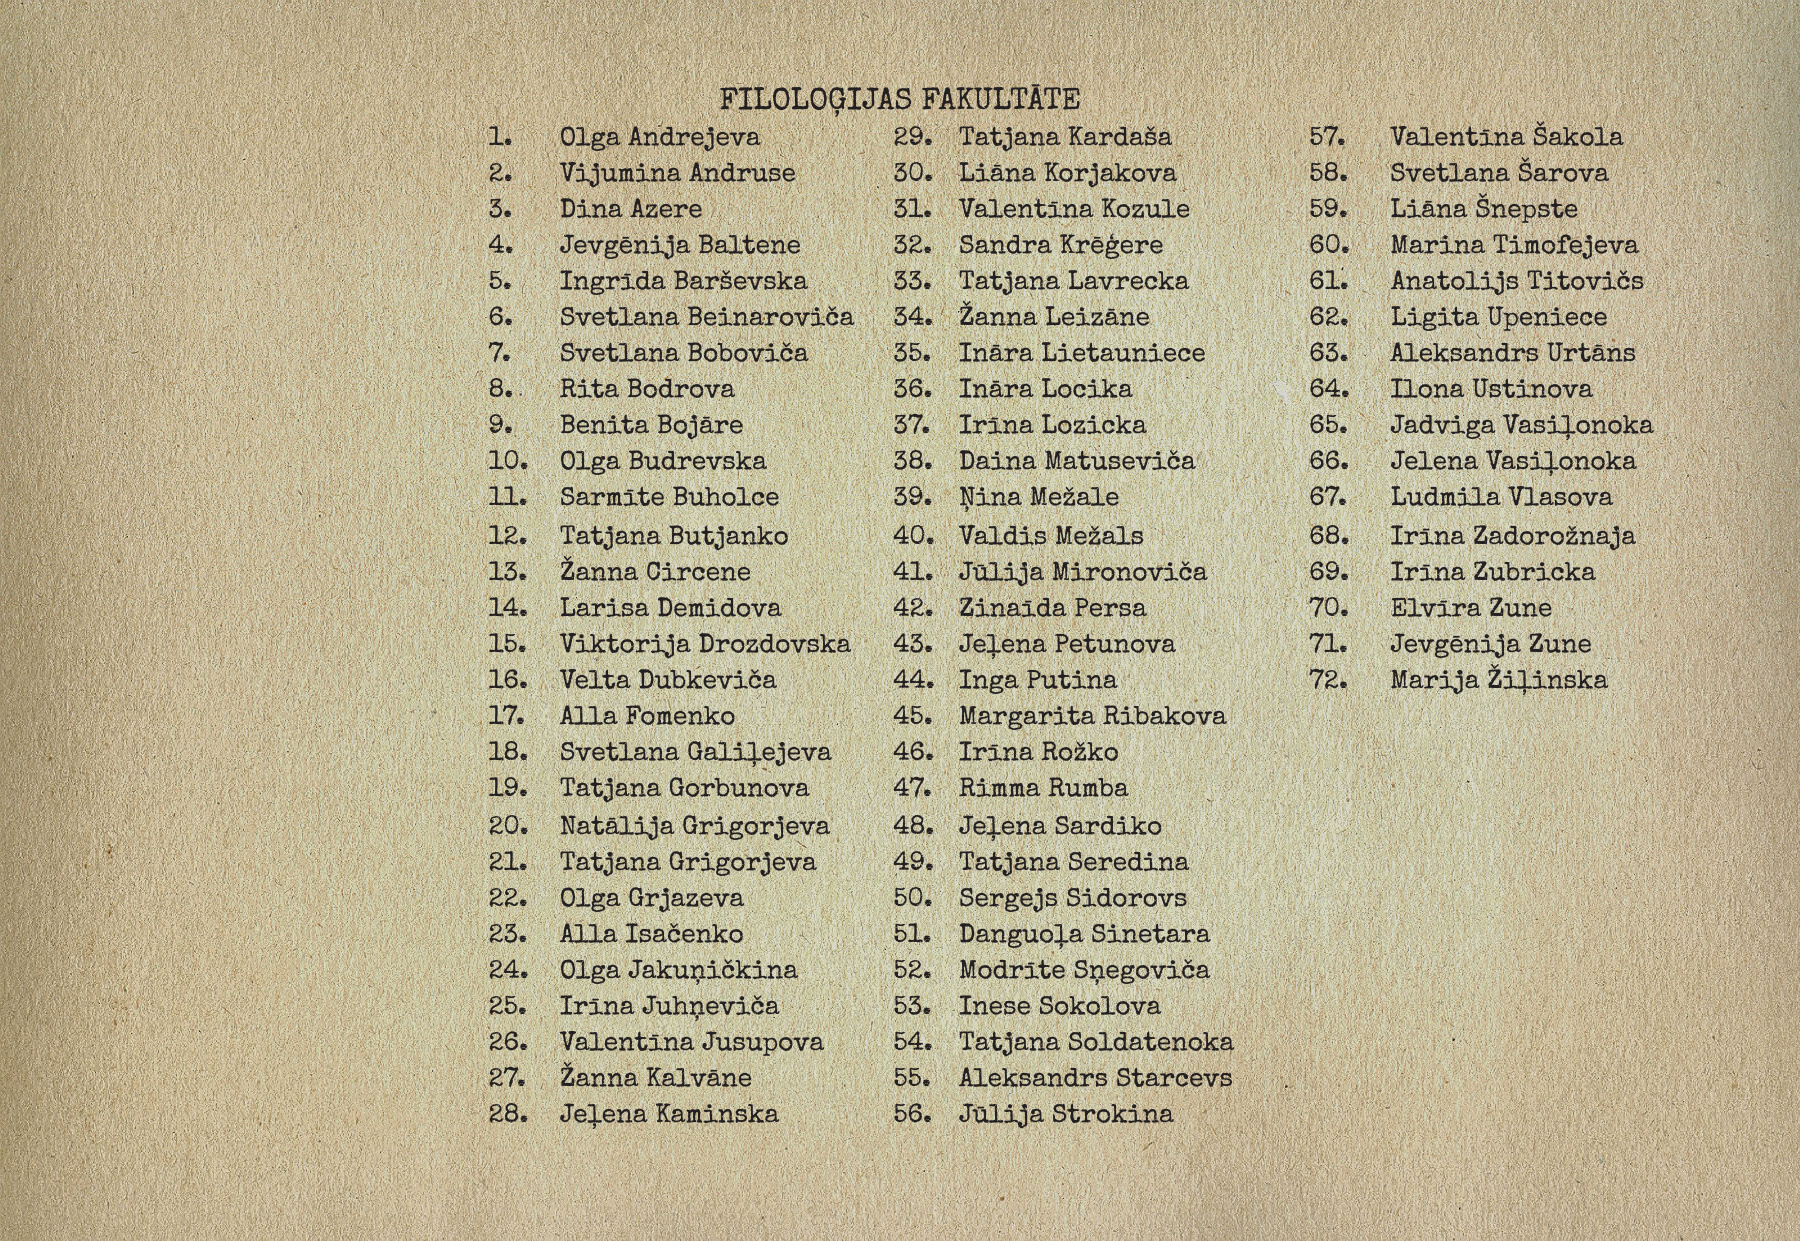 FILOLOĢIJAS FAKULTĀTE
1. Olga Andrejeva
2. Vijumina Andruse
3. Dina Azere
4. Jevgēnija Baltene
5. Ingrīda Barševska
6. Svetlana Beinaroviča
7. Svetlana Boboviča
8. Rita Bodrova
9. Benita Bojāre
10. Olga Budrevska
11. Sarmīte Buholce
12. Tatjana Butjanko
13. Žanna Circene
14. Larisa Demidova
15. Viktorija Drozdovska
16. Velta Dubkeviča
17. Alla Fomenko
18. Svetlana Galiļejeva
19. Tatjana Gorbunova
20. Natālija Grigorjeva
21. Tatjana Grigorjeva
22. Olga Grjazeva
23. Alla Isačenko
24. Olga Jakuņičkina
25. Irīna Juhņeviča
26. Valentīna Jusupova
27. Žanna Kalvāne
28. Jeļena Kaminska
29. Tatjana Kardaša
30. Liāna Korjakova
31. Valentīna Kozule
32. Sandra Krēģere
33. Tatjana Lavrecka
34. Žanna Leizāne
35. Ināra Lietauniece
36. Ināra Locika
37. Irīna Lozicka
38. Daina Matuseviča
39. Ņina Mežale
40. Valdis Mežals
41. Jūlija Mironoviča
42. Zinaīda Persa
43. Jeļena Petunova
44. Inga Putina
45. Margarita Ribakova
46. Irīna Rožko
47. Rimma Rumba
48. Jeļena Sardiko
49. Tatjana Seredina
50. Sergejs Sidorovs
51. Danguoļa Sinetara
52. Modrīte Sņegoviča
53. Inese Sokolova
54. Tatjana Soldatenoka
55. Aleksandrs Starcevs
56. Jūlija Strokina
57. Valentīna Šakola
58. Svetlana Šarova
59. Liāna Šnepste
60. Marina Timofejeva
61. Anatolijs Titovičs
62. Ligita Upeniece
63. Aleksandrs Urtāns
64. Ilona Ustinova
65. Jadviga Vasiļonoka
66. Jelena Vasiļonoka
67. Ludmila Vlasova
68. Irīna Zadorožnaja
69. Irīna Zubricka
70. Elvīra Zune
71. Jevgēnija Zune
72. Marija Žiļinska